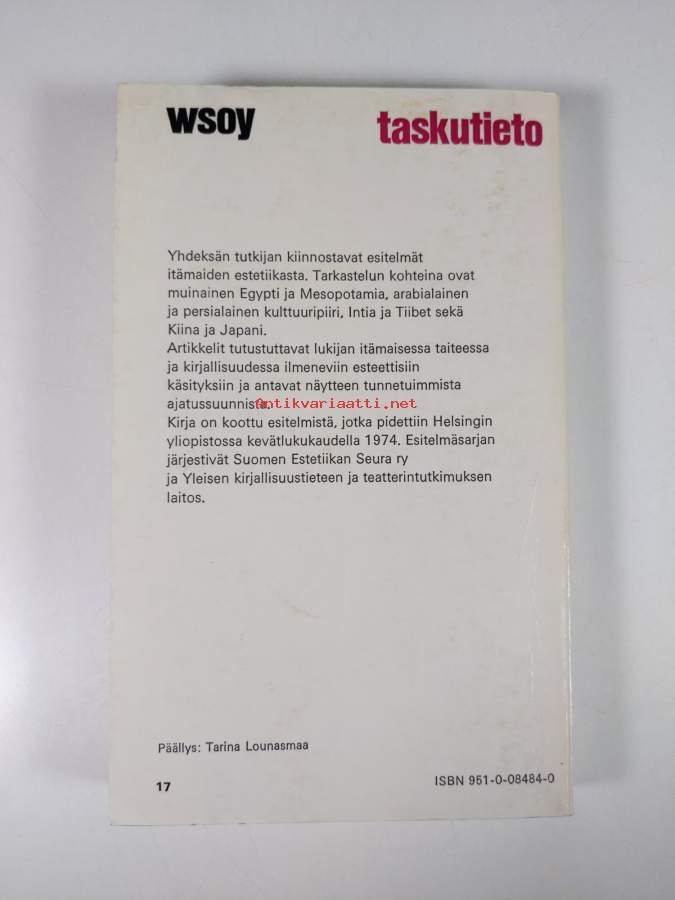 wsoy taskutieto
Yhdeksän tutkijan kiinnostavat esitelmät
itämaiden estetiikasta. Tarkastelun kohteina ovat
muinainen Egypti ja Mesopotamia, arabialainen
ja persialainen kulttuuripiiri, Intia ja Tiibet sekä
Kiina ja Japani.
Artikkelit tutustuttavat lukijan itämaisessa taiteessa
ja kirjallisuudessa ilmeneviin esteettisiin
käsityksiin ja antavat näytteen tunnetuimmista
ajatussuunnista.
Antikvariaatti.net
Kirja on koottu esitelmistä, jotka pidettiin Helsingin
yliopistossa kevätlukukaudella 1974. Esitelmäsarjan
järjestivät Suomen Estetiikan Seura ry
ja Yleisen kirjallisuustieteen ja teatterintutkimuksen
laitos.
Päällys: Tarina Lounasmaa
17 ISBN 951-0-08484-0